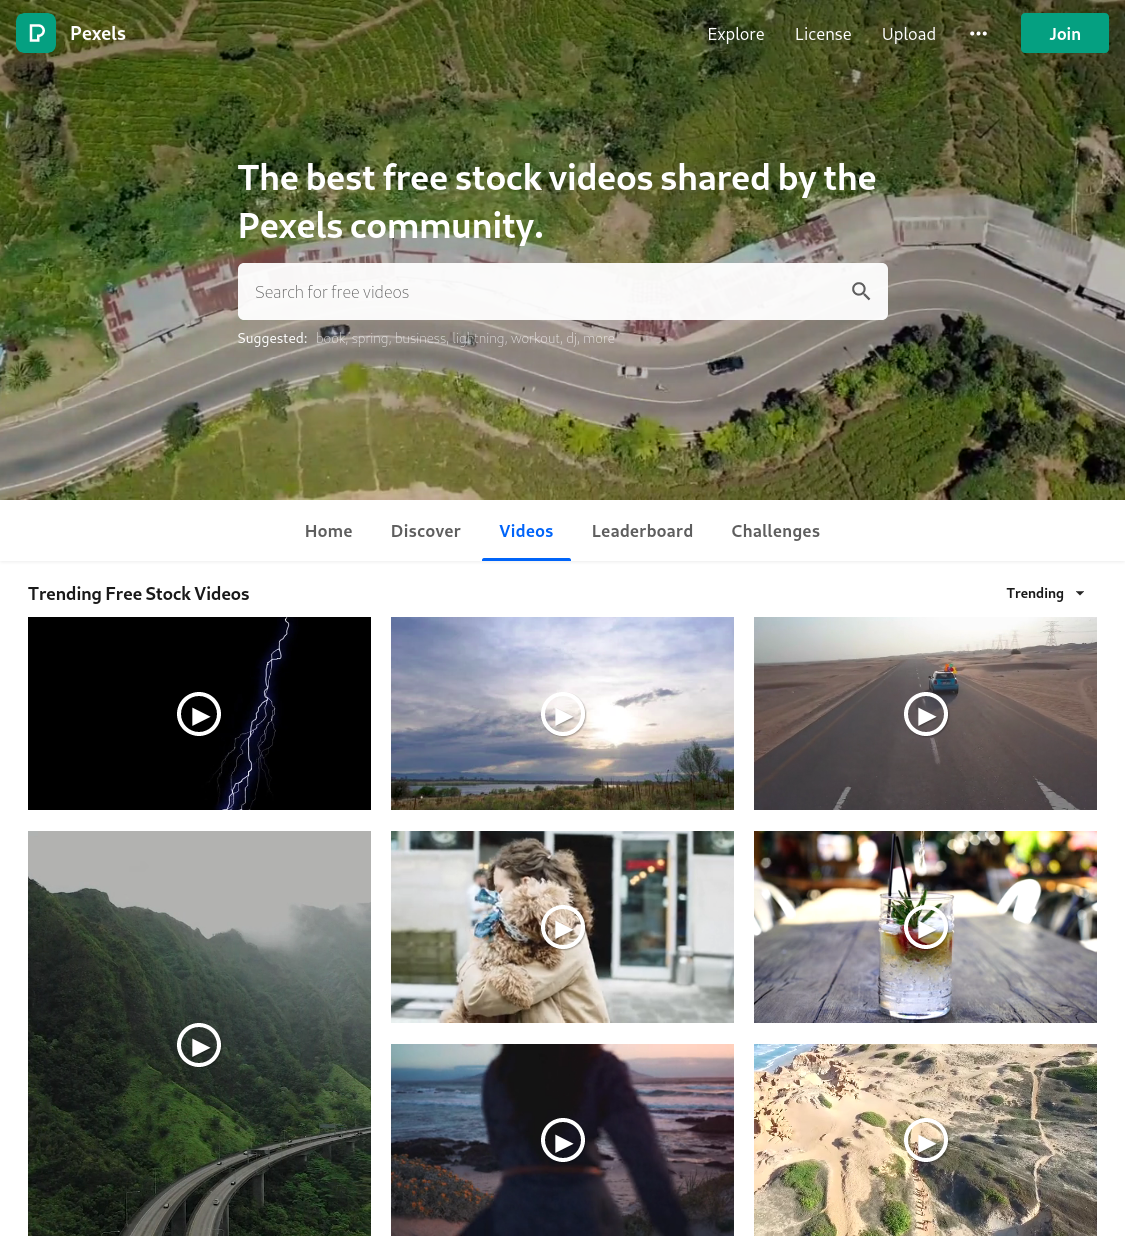 Pexels
Explore
License
Upload
Join
The best free stock videos shared by the
Pexels community.
Search for free videos
Suggested: book, spring, business, lightning, workout, dj, more
Home
Discover
Videos
Leaderboard
Challenges
Trending Free Stock Videos
Trending